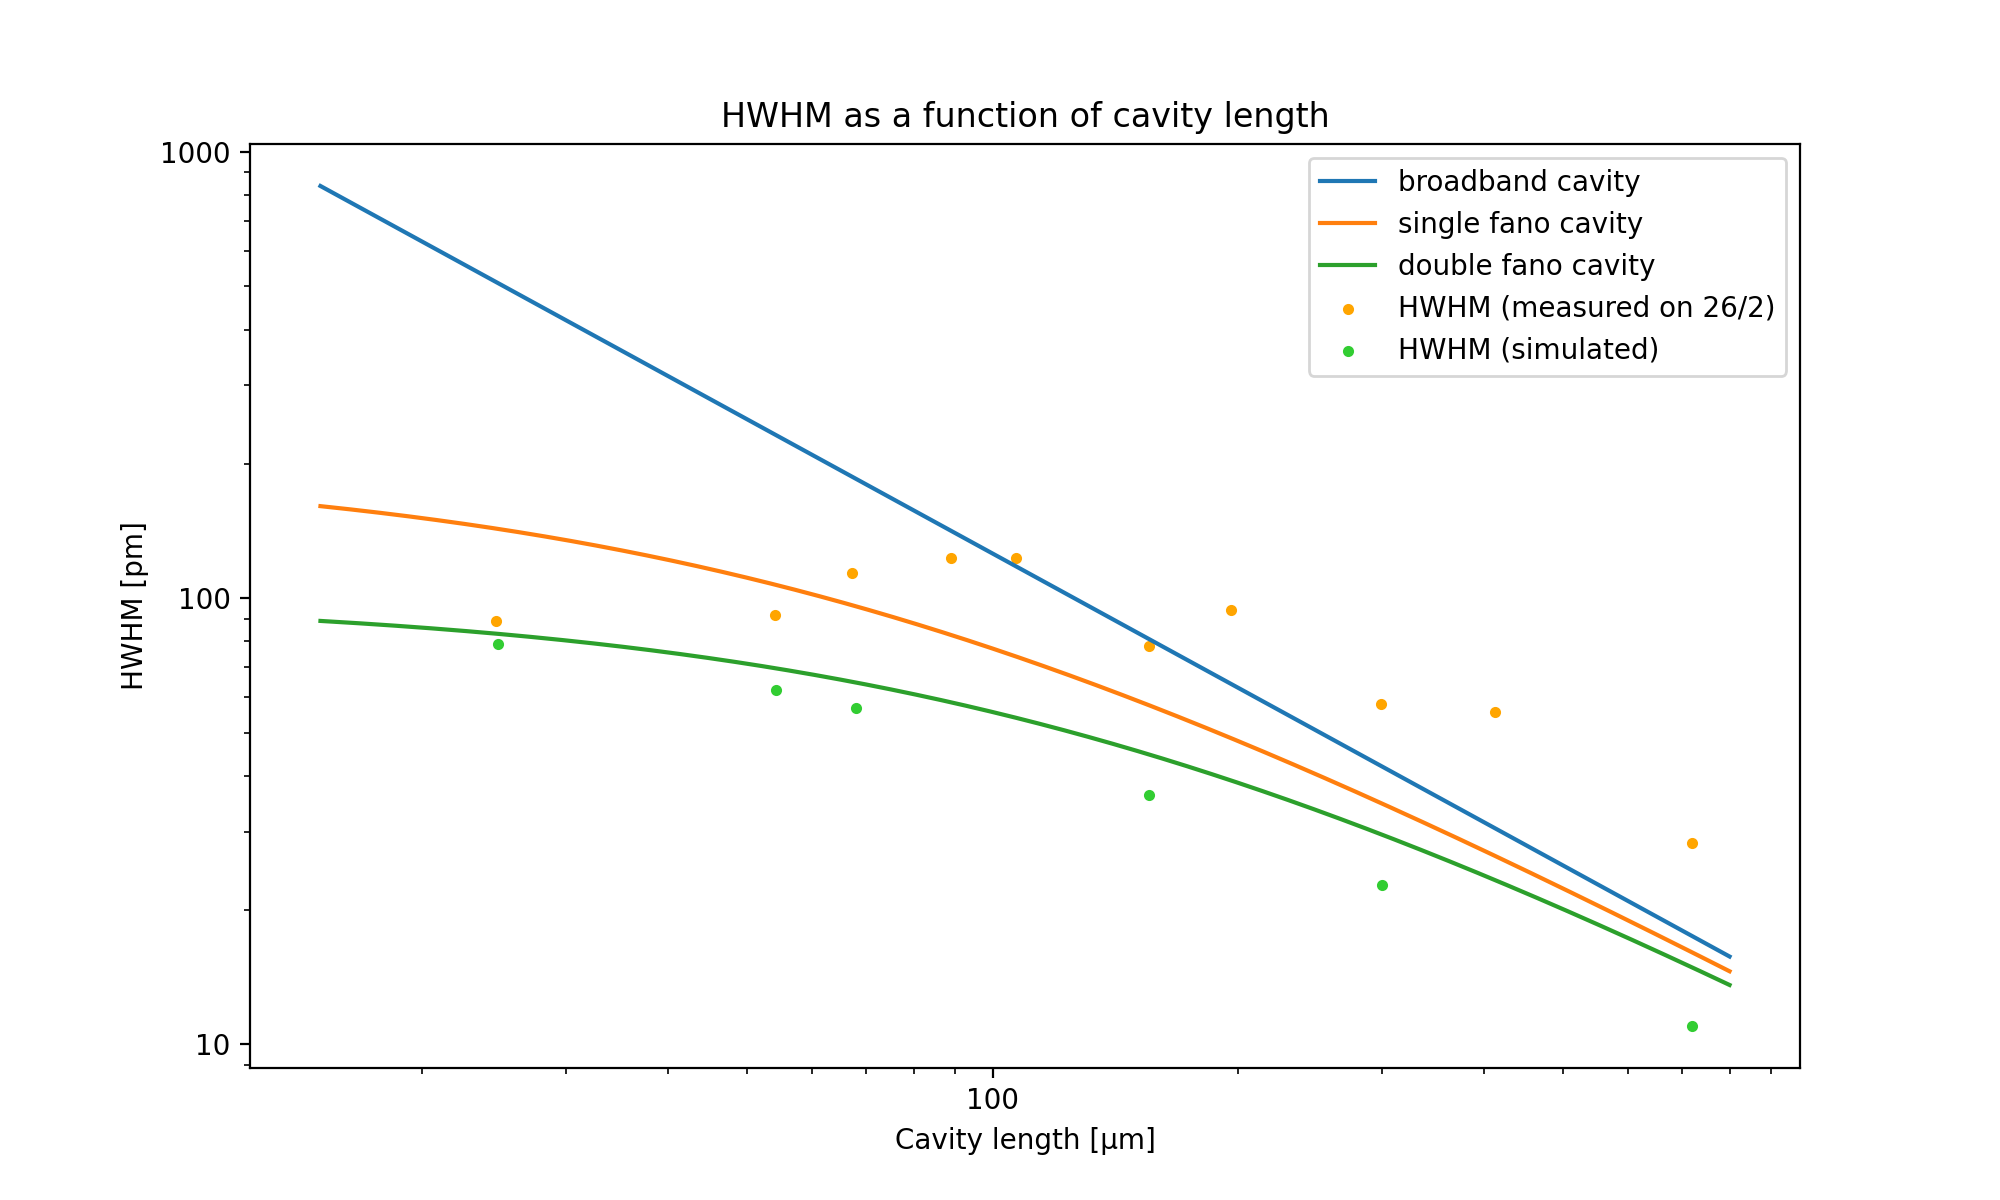 HWHM as a function of cavity length
1000
100
10
HWHM [pm]
broadband cavity
single fano cavity
double fano cavity
HWHM (measured on 26/2)
HWHM (simulated)
100
Cavity length [μm]